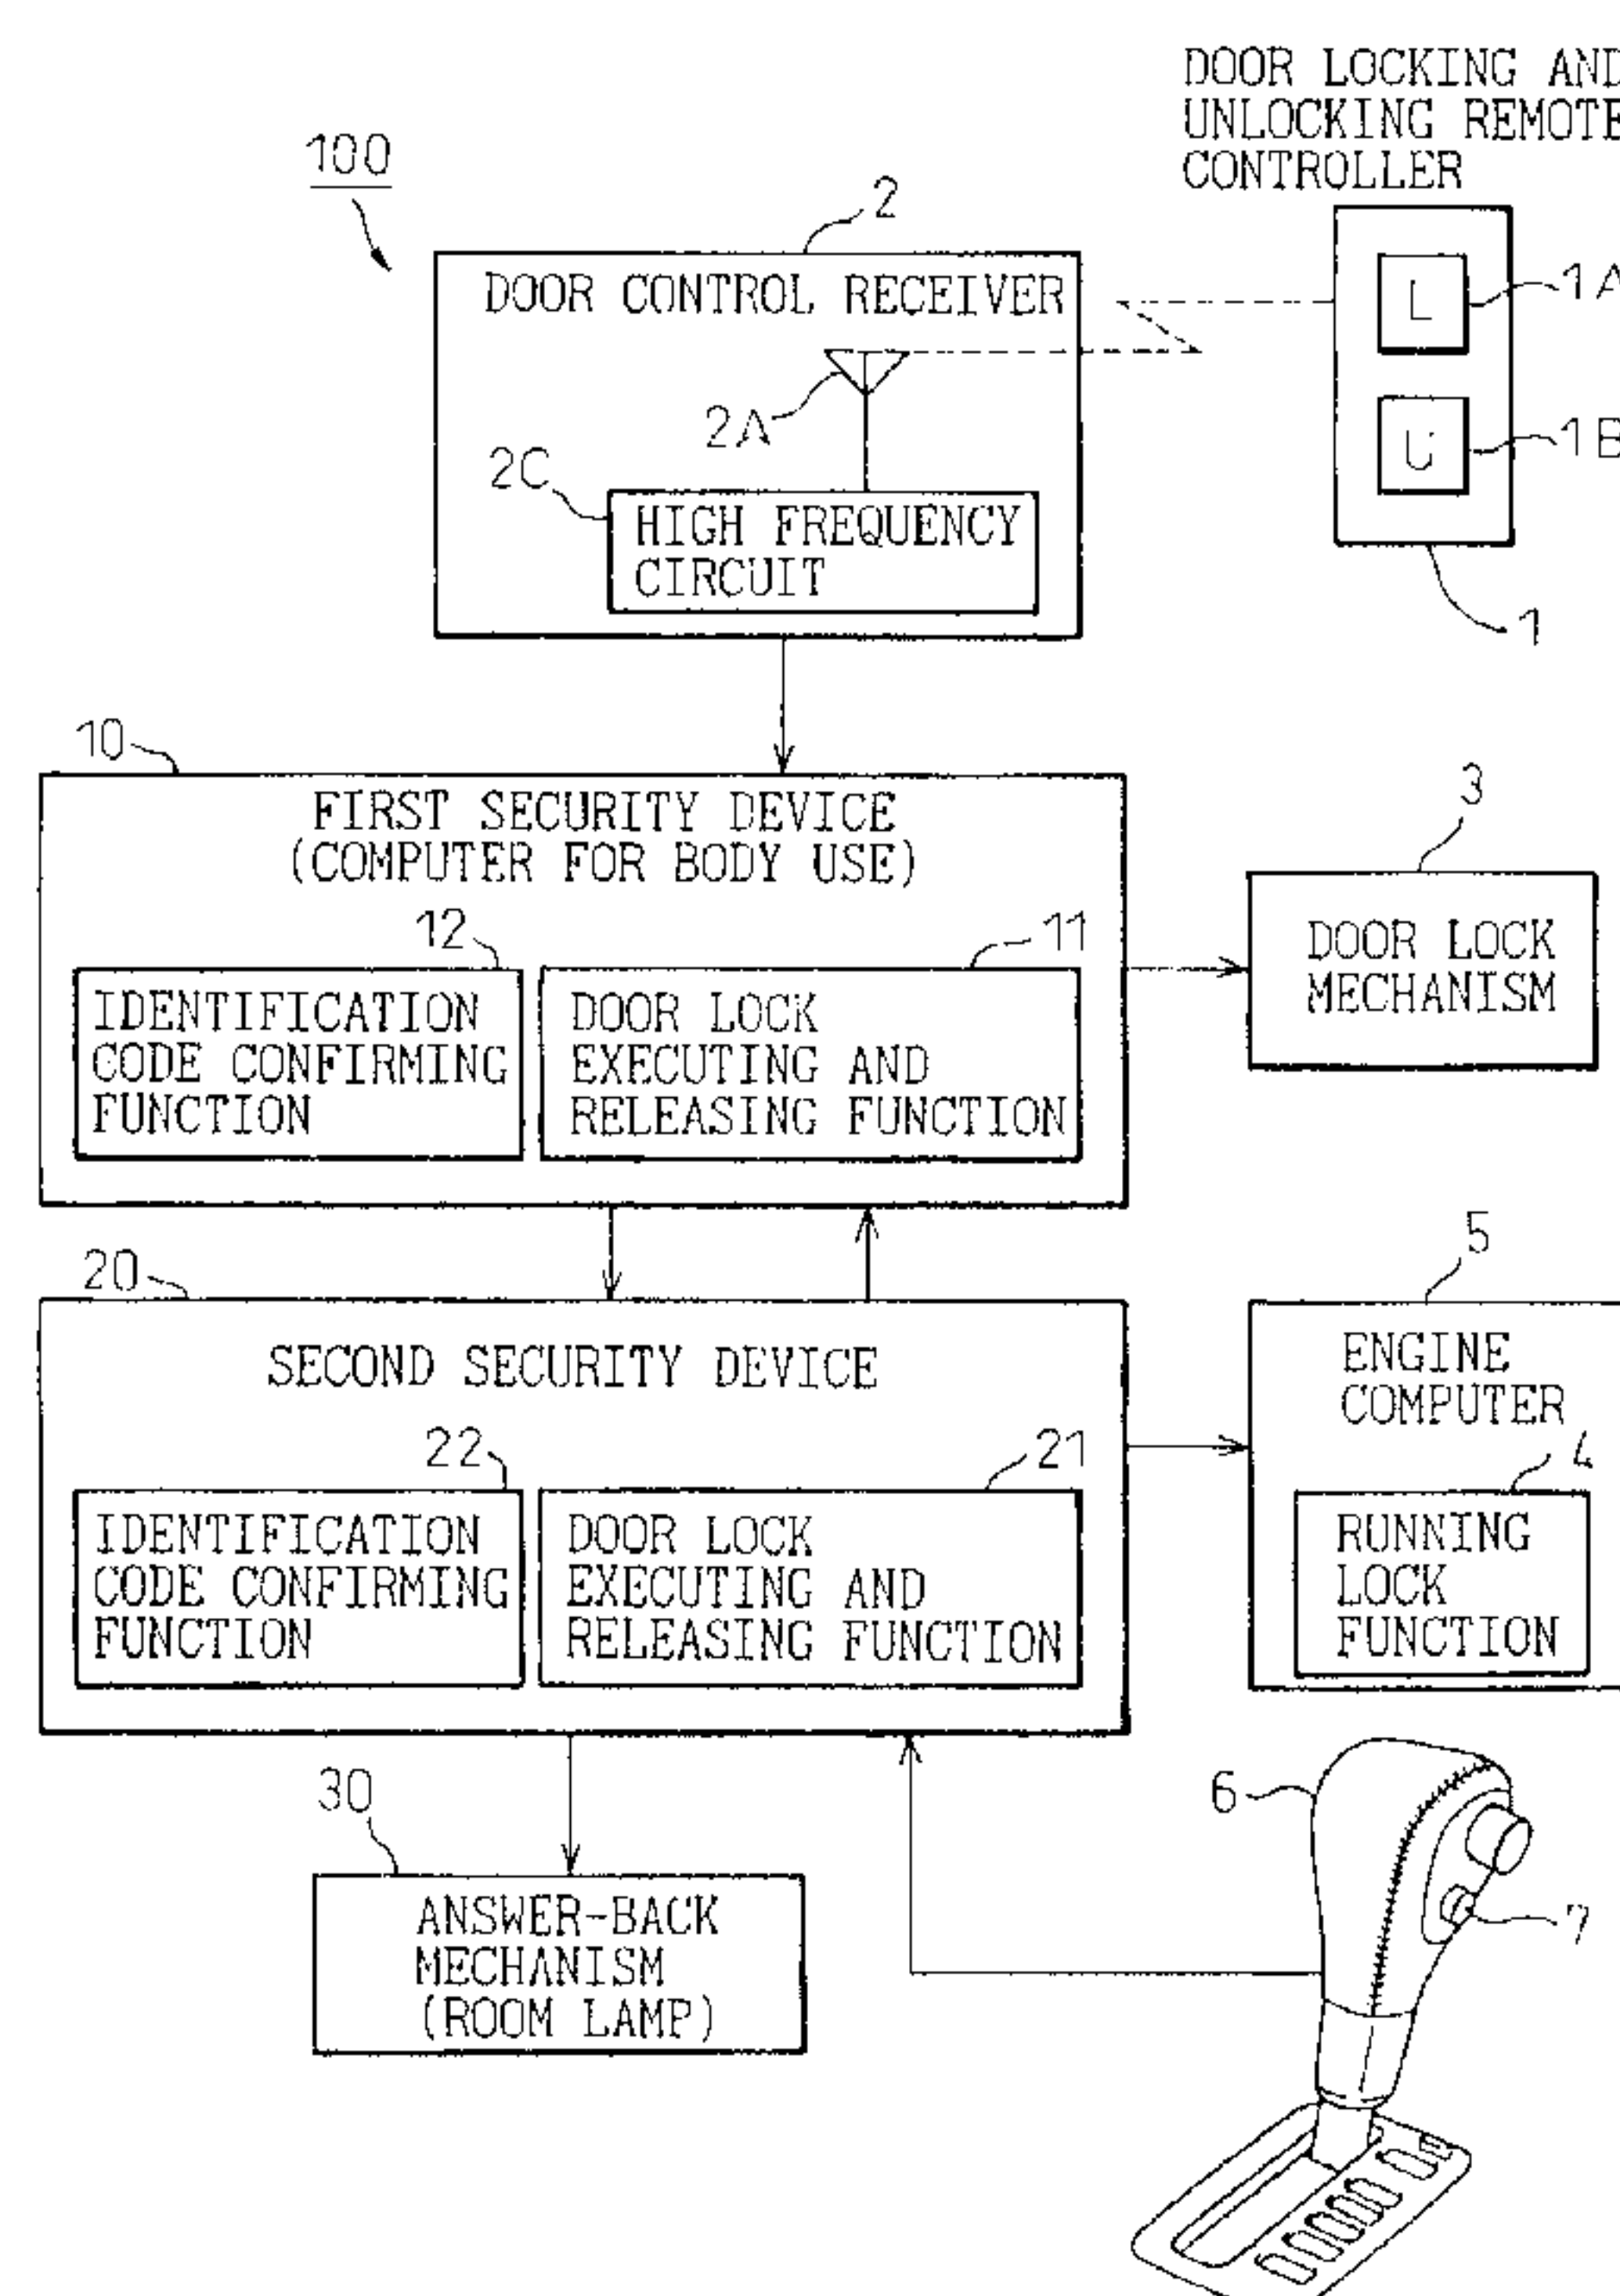 DOOR LOCKING AND
UNLOCKING REMOTE
CONTROLLER
100
2
DOOR CONTROL RECEIVER
L
1A
2A
U
1B
2C
HIGH FREQUENCY
CIRCUIT
1
10
FIRST SECURITY DEVICE
(COMPUTER FOR BODY USE)
3
12
11
DOOR LOCK
MECHANISM
IDENTIFICATION
CODE CONFIRMING
FUNCTION
DOOR LOCK
EXECUTING AND
RELEASING FUNCTION
20
5
SECOND SECURITY DEVICE
ENGINE
COMPUTER
22
21
4
IDENTIFICATION
CODE CONFIRMING
FUNCTION
DOOR LOCK
EXECUTING AND
RELEASING FUNCTION
RUNNING
LOCK
FUNCTION
30
6
ANSWER-BACK
MECHANISM
(ROOM LAMP)
7